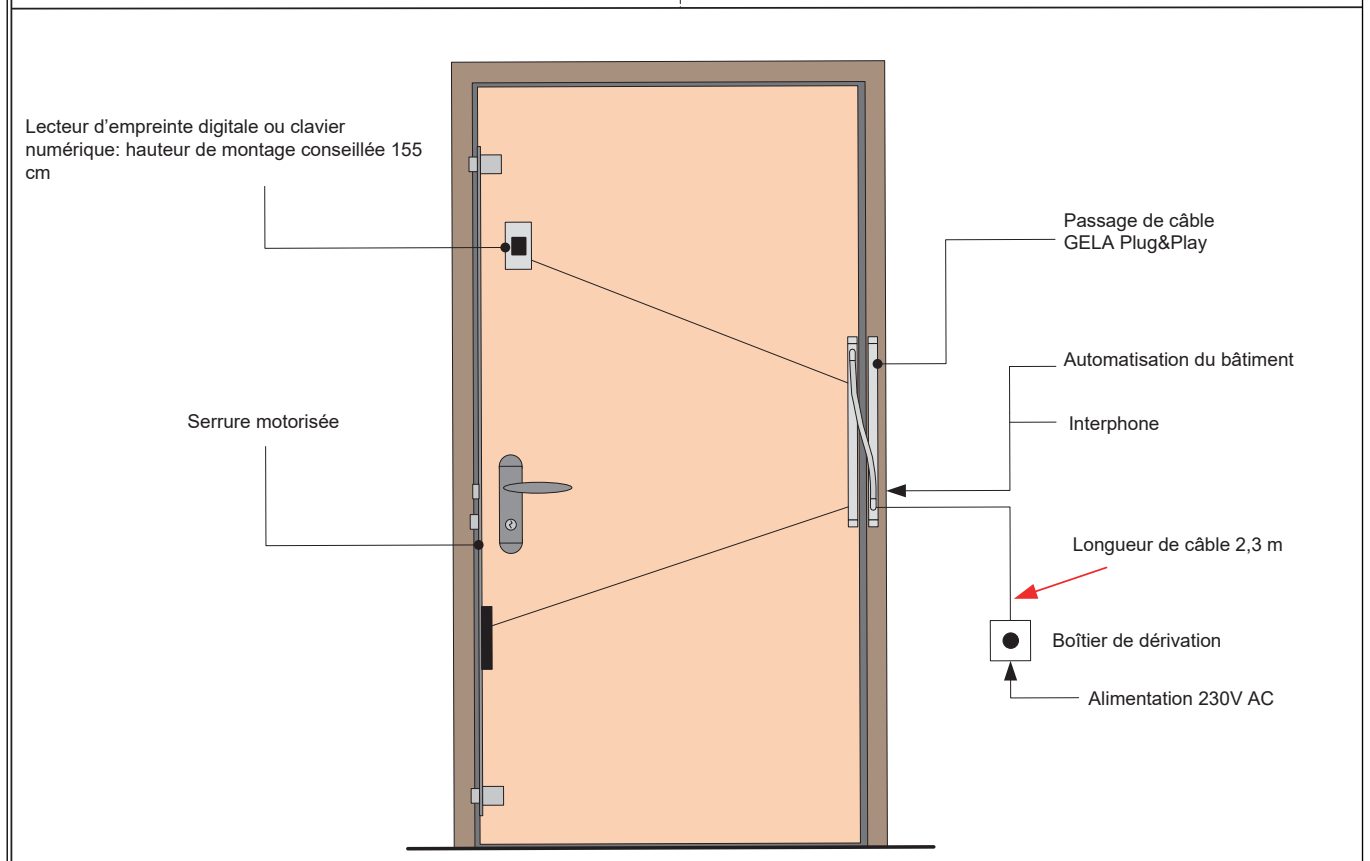 Lecteur d'empreinte digitale ou clavier
numérique: hauteur de montage conseillée 155
cm
Passage de câble
GELA Plug&Play
Automatisation du bâtiment
Serrure motorisée
Interphone
Longueur de câble 2,3 m
Boîtier de dérivation
Alimentation 230V AC